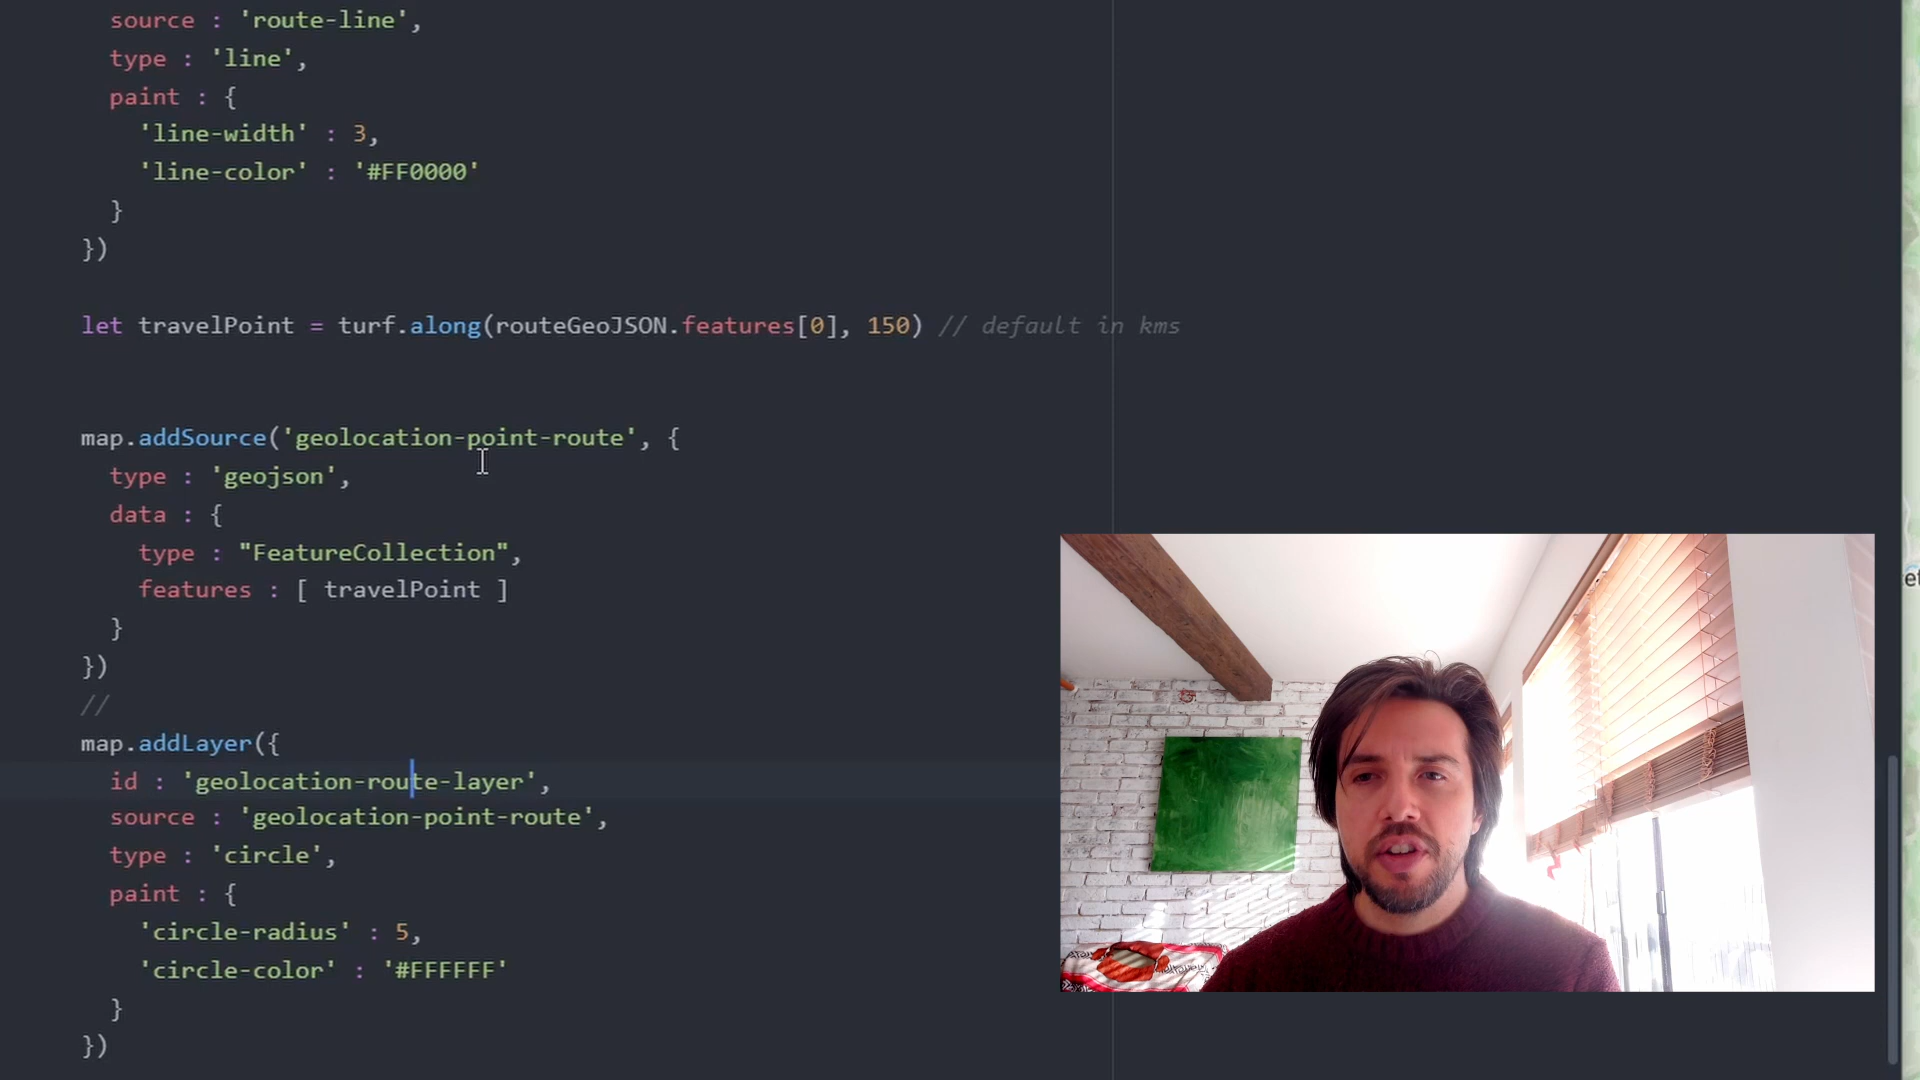 source : 'route-line',
type : 'line',
paint : {
'line-width' : 3,
'line-color' : '#FF0000'
}
})
let travelPoint = turf.along(routeGeoJSON.features[0], 150) // default in kms
map.addSource('geolocation-point-route', {
type : 'geojson',
data : {
type : "FeatureCollection",
features : [ travelPoint ]
}
})
//
map.addLayer({
id : 'geolocation-route-layer',
source : 'geolocation-point-route',
type : 'circle',
paint : {
'circle-radius' : 5,
'circle-color' : '#FFFFFF'
}
})